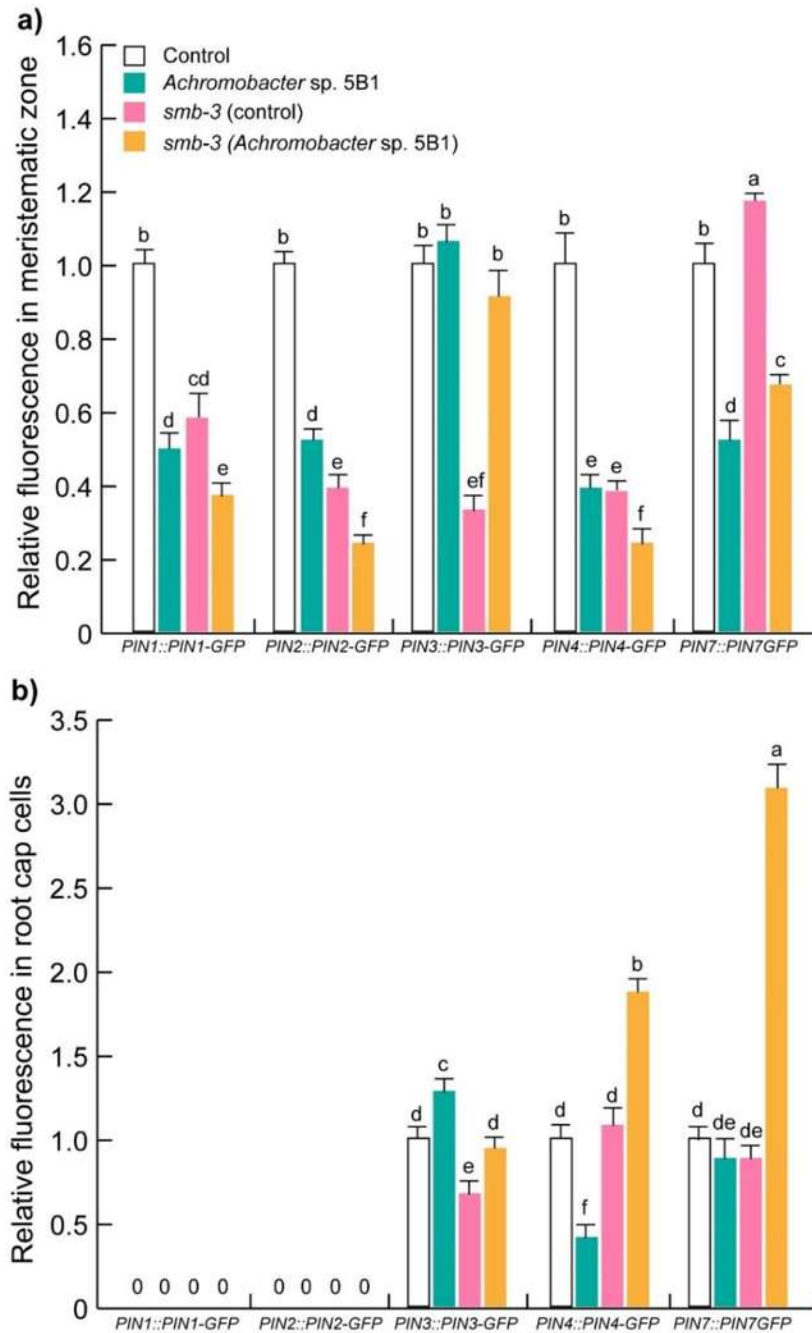 a)
Relative fluorescence in meristematic zone
1.6
1.4
1.2
1.0
0.8
0.6
0.4
0.2
0
Control
Achromobacter sp. 5B1
smb-3 (control)
smb-3 (Achromobacter sp. 5B1)
b d cd e
b d e f
b b ef b
b e e f
b d a c
PIN1::PIN1-GFP PIN2::PIN2-GFP PIN3::PIN3-GFP PIN4::PIN4-GFP PIN7::PIN7GFP
b)
Relative fluorescence in root cap cells
3.5
3.0
2.5
2.0
1.5
1.0
0.5
0
0 0 0 0
0 0 0 0
d c e d
d f d b
d de de a
PIN1::PIN1-GFP PIN2::PIN2-GFP PIN3::PIN3-GFP PIN4::PIN4-GFP PIN7::PIN7GFP